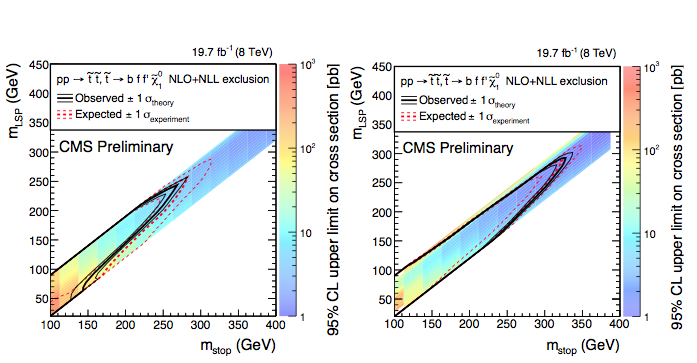 19.7 fb⁻¹ (8 TeV)
pp → t̃ t̃, t̃ → b f f' χ̃₁⁰ NLO+NLL exclusion
Observed ± 1 σtheory
Expected ± 1 σexperiment
CMS Preliminary
mLSP (GeV)
450
400
350
300
250
200
150
100
50
100 150 200 250 300 350 400
mstop (GeV)
10³
10²
10
1
95% CL upper limit on cross section [pb]
19.7 fb⁻¹ (8 TeV)
pp → t̃ t̃, t̃ → b f f' χ̃₁⁰ NLO+NLL exclusion
Observed ± 1 σtheory
Expected ± 1 σexperiment
CMS Preliminary
mLSP (GeV)
450
400
350
300
250
200
150
100
50
100 150 200 250 300 350 400
mstop (GeV)
10³
10²
10
1
95% CL upper limit on cross section [pb]